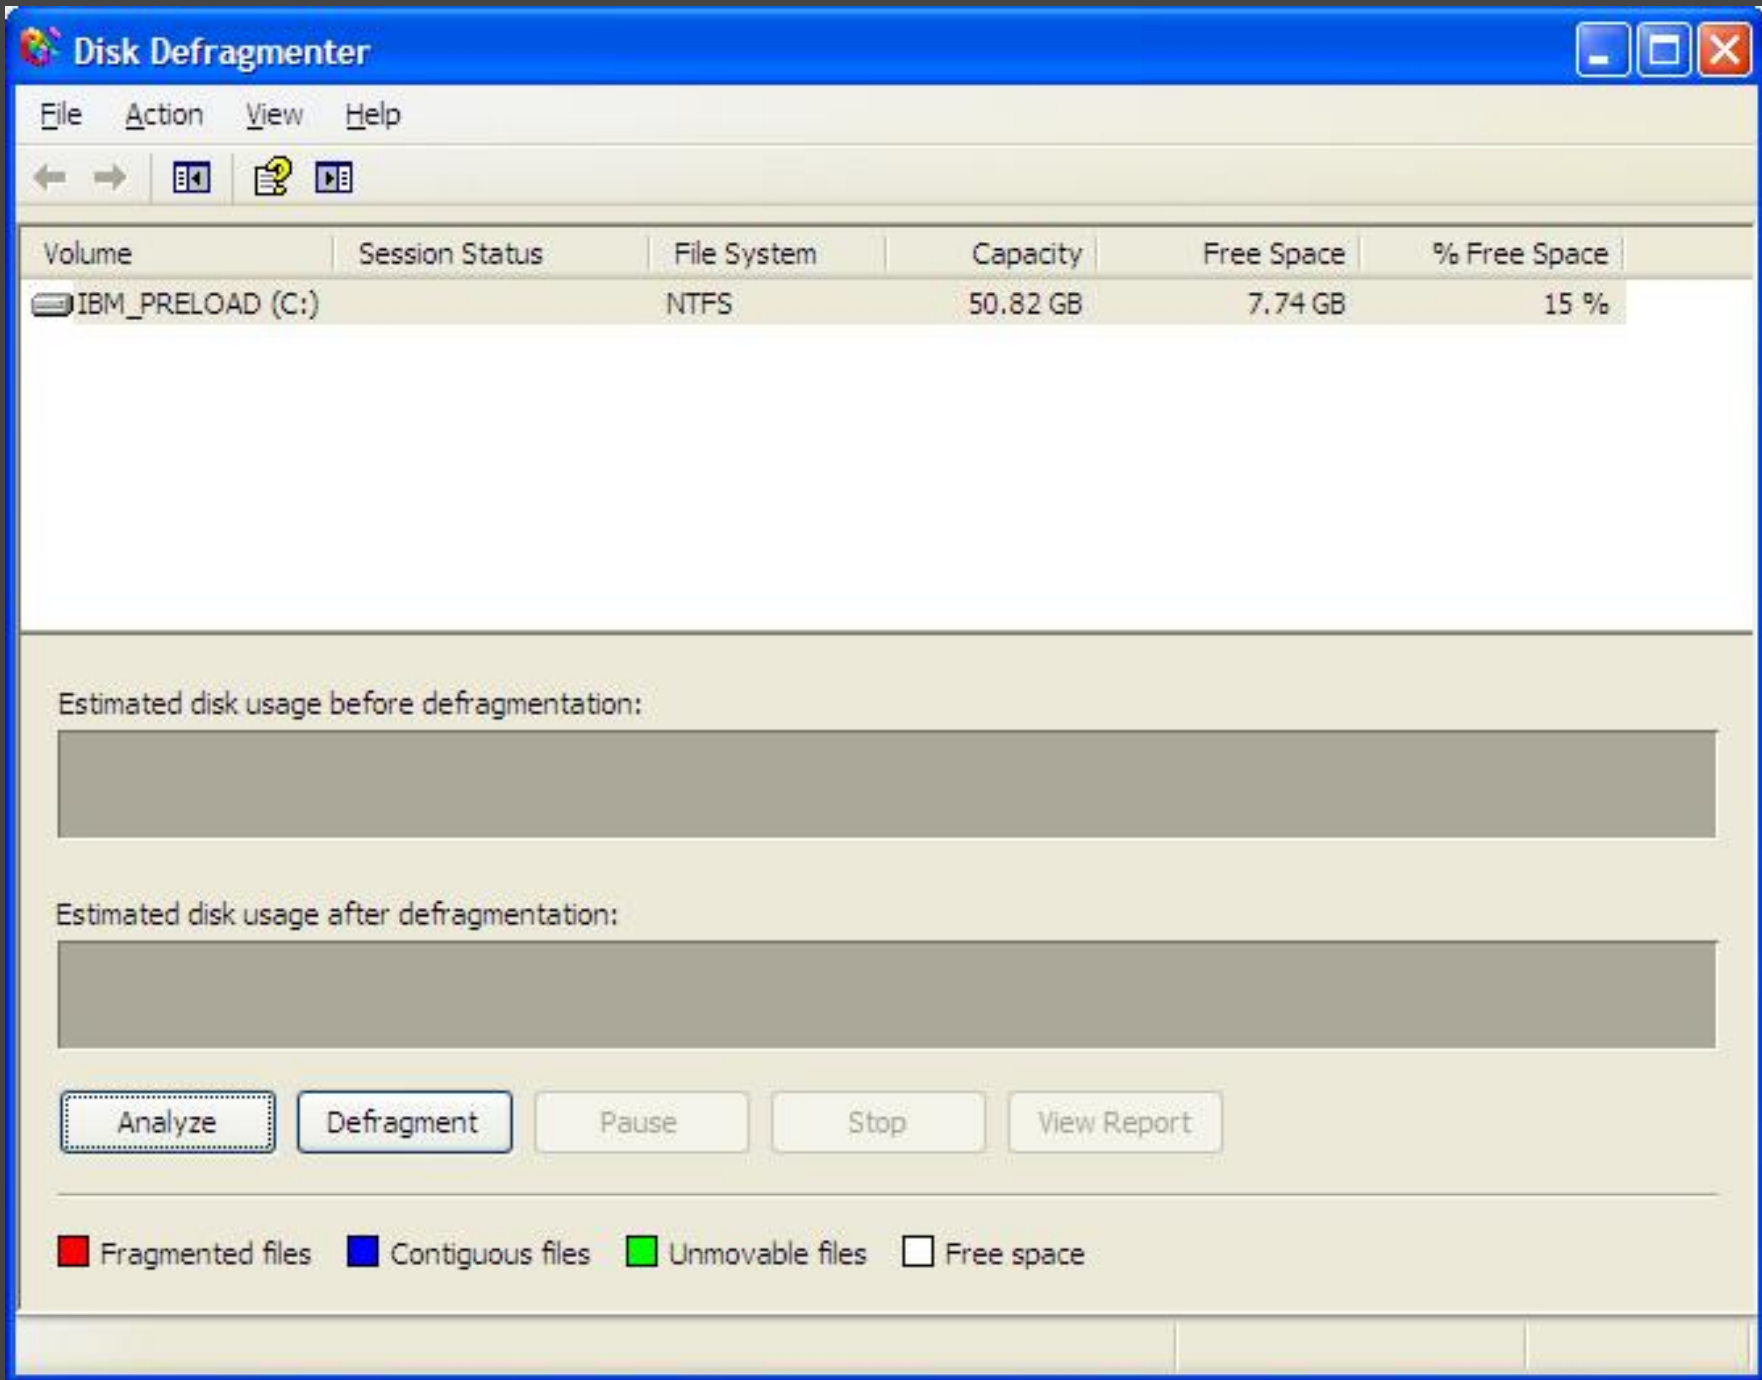 Disk Defragmenter
File Action View Help
Volume Session Status File System Capacity Free Space % Free Space
IBM_PRELOAD (C:) NTFS 50.82 GB 7.74 GB 15 %
Estimated disk usage before defragmentation:
Estimated disk usage after defragmentation:
Analyze Defragment Pause Stop View Report
Fragmented files Contiguous files Unmovable files Free space